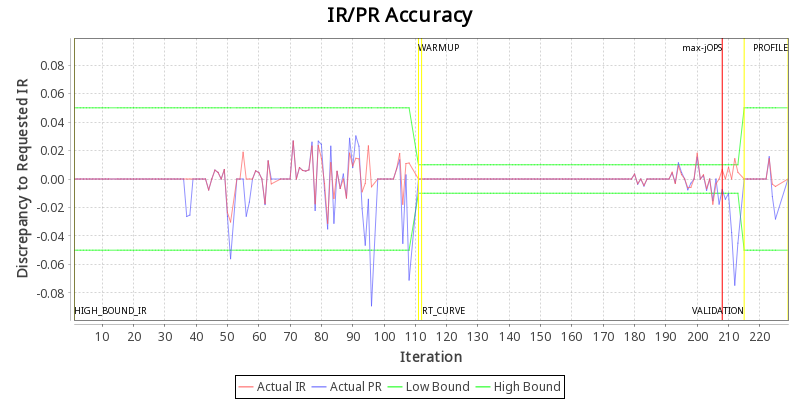 IR/PR Accuracy
Discrepancy to Requested IR
0.08
0.06
0.04
0.02
0.00
-0.02
-0.04
-0.06
-0.08
WARMUP
max-jOPS
PROFILE
HIGH_BOUND_IR
RT_CURVE
VALIDATION
10 20 30 40 50 60 70 80 90 100 110 120 130 140 150 160 170 180 190 200 210 220
Iteration
Actual IR Actual PR Low Bound High Bound